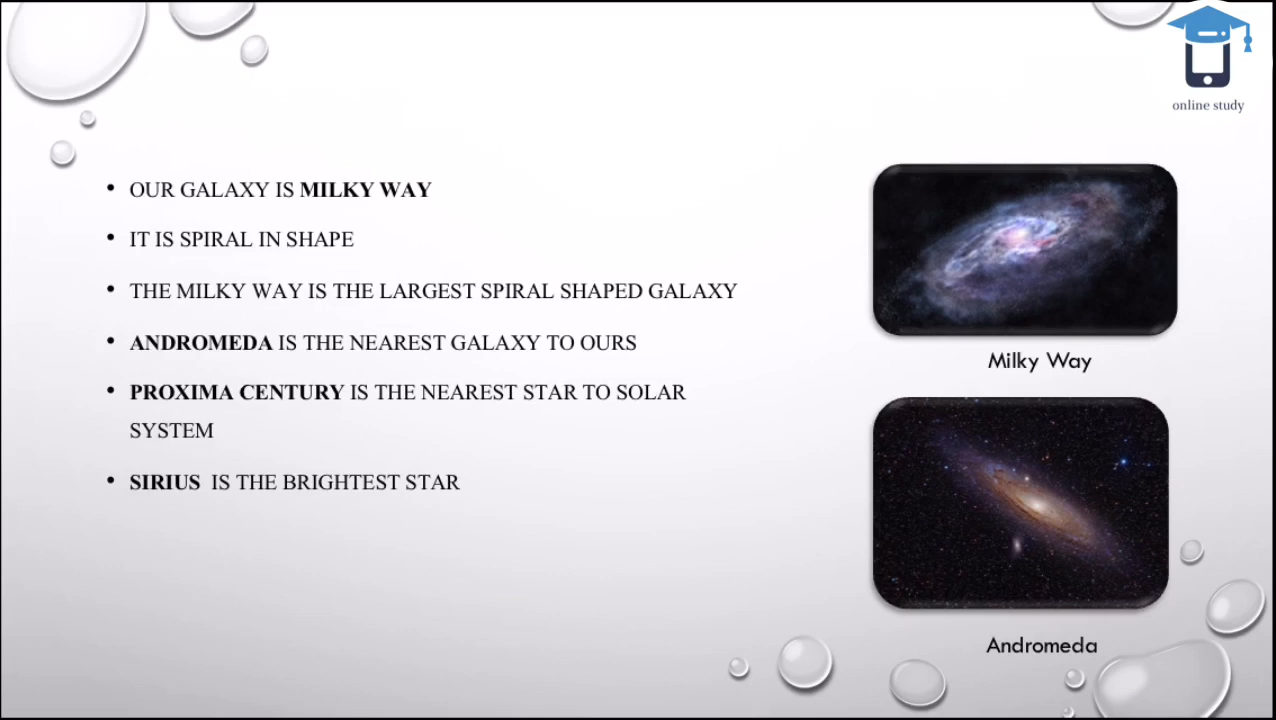 online study
• OUR GALAXY IS MILKY WAY
• IT IS SPIRAL IN SHAPE
• THE MILKY WAY IS THE LARGEST SPIRAL SHAPED GALAXY
• ANDROMEDA IS THE NEAREST GALAXY TO OURS
• PROXIMA CENTURY IS THE NEAREST STAR TO SOLAR
SYSTEM
• SIRIUS IS THE BRIGHTEST STAR
Milky Way
Andromeda